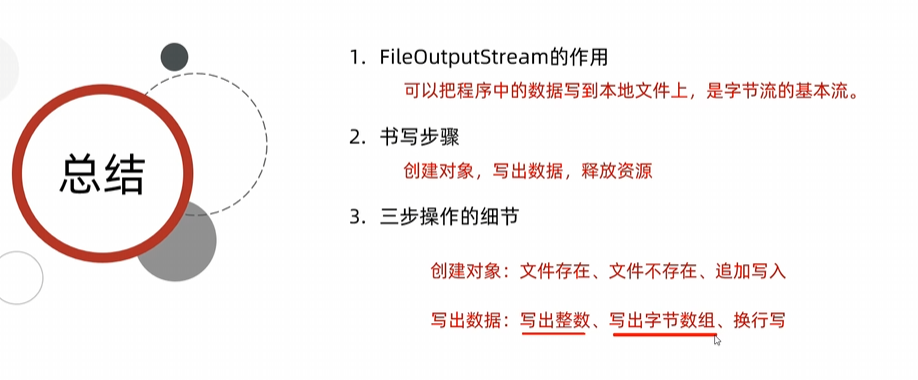 总结
1. FileOutputStream的作用
可以把程序中的数据写到本地文件上，是字节流的基本流。
2. 书写步骤
创建对象，写出数据，释放资源
3. 三步操作的细节
创建对象：文件存在、文件不存在、追加写入
写出数据：写出整数、写出字节数组、换行写